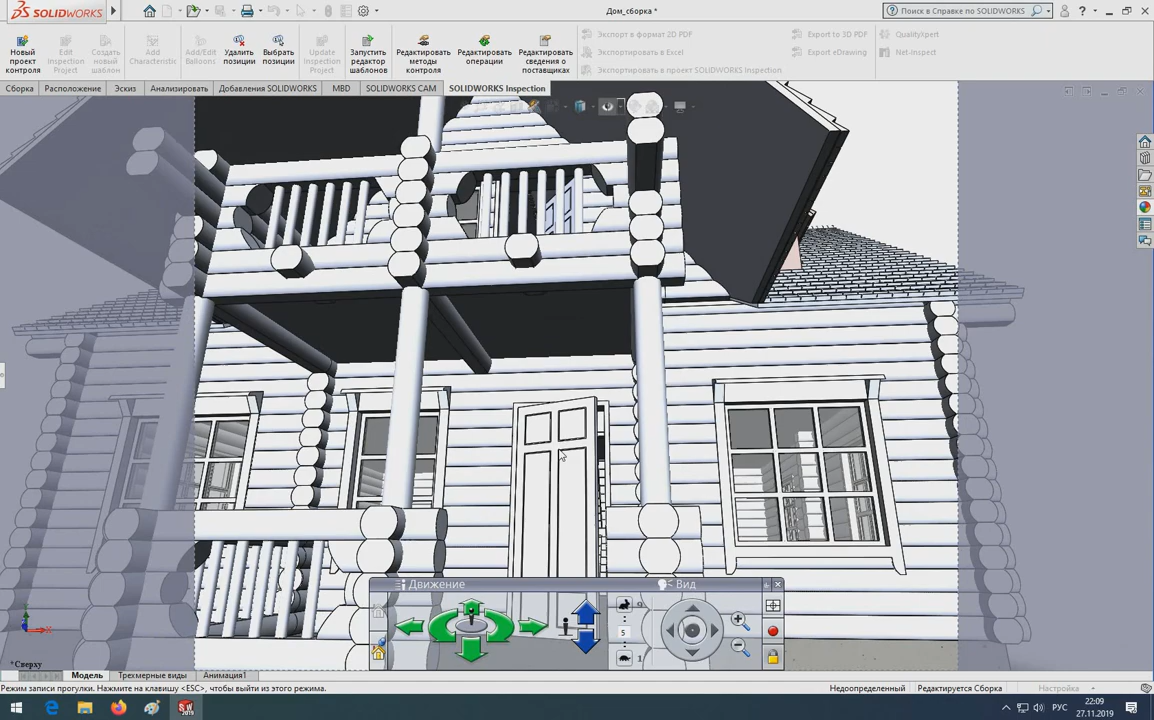 SOLIDWORKS
Дом_сборка *
Поиск в Справке по SOLIDWORKS
Новый проект контроля
Edit Inspection Project
Создать новый шаблон
Add Characteristic
Add/Edit Balloons
Удалить позиции
Выбрать позиции
Update Inspection Project
Запустить редактор шаблонов
Редактировать методы контроля
Редактировать операции
Редактировать сведения о поставщиках
Экспорт в формат 2D PDF
Экспортировать в Excel
Экспортировать в проект SOLIDWORKS Inspection
Export to 3D PDF
Export eDrawing
QualityXpert
Net-Inspect
Сборка
Расположение
Эскиз
Анализировать
Добавления SOLIDWORKS
MBD
SOLIDWORKS CAM
SOLIDWORKS Inspection
Движение
Вид
9
5
1
*Сверху
Модель
Трехмерные виды
Анимация1
Режим записи прогулки. Нажмите на клавишу <ESC>, чтобы выйти из этого режима.
Недоопределенный
Редактируется Сборка
Настройка
SW
2019
РУС
22:09
27.11.2019